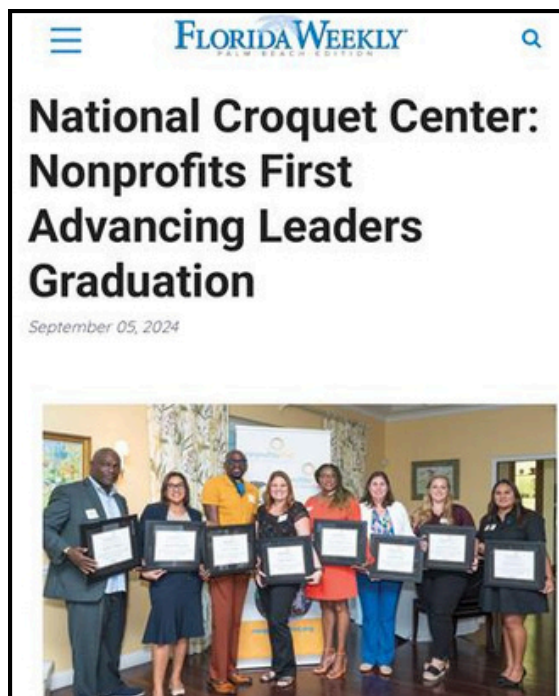 FLORIDA WEEKLY
PALM BEACH EDITION
National Croquet Center:
Nonprofits First
Advancing Leaders
Graduation
September 05, 2024